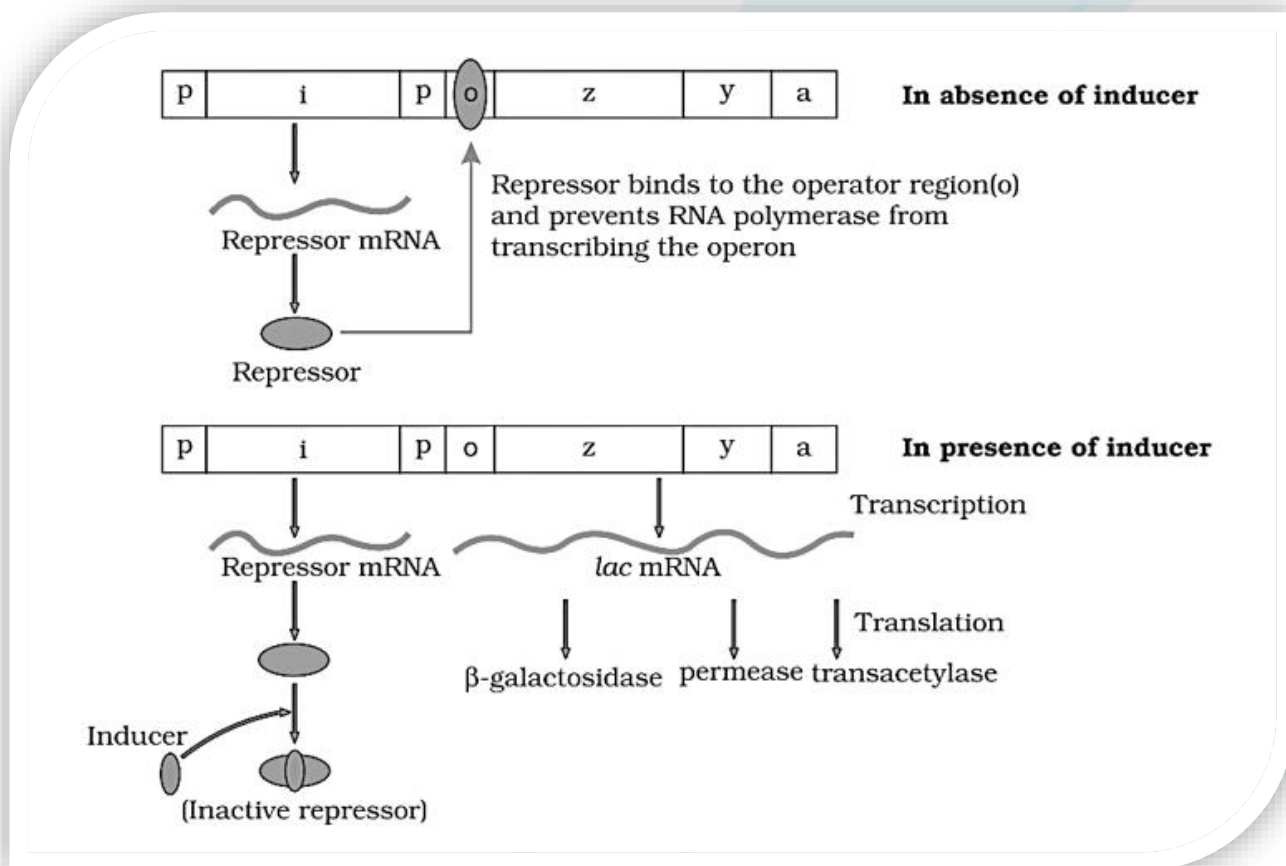 p i p o z y a In absence of inducer
Repressor binds to the operator region(o)
and prevents RNA polymerase from
transcribing the operon
Repressor mRNA
Repressor
p i p o z y a In presence of inducer
Transcription
Repressor mRNA lac mRNA
Translation
β-galactosidase permease transacetylase
Inducer
(Inactive repressor)